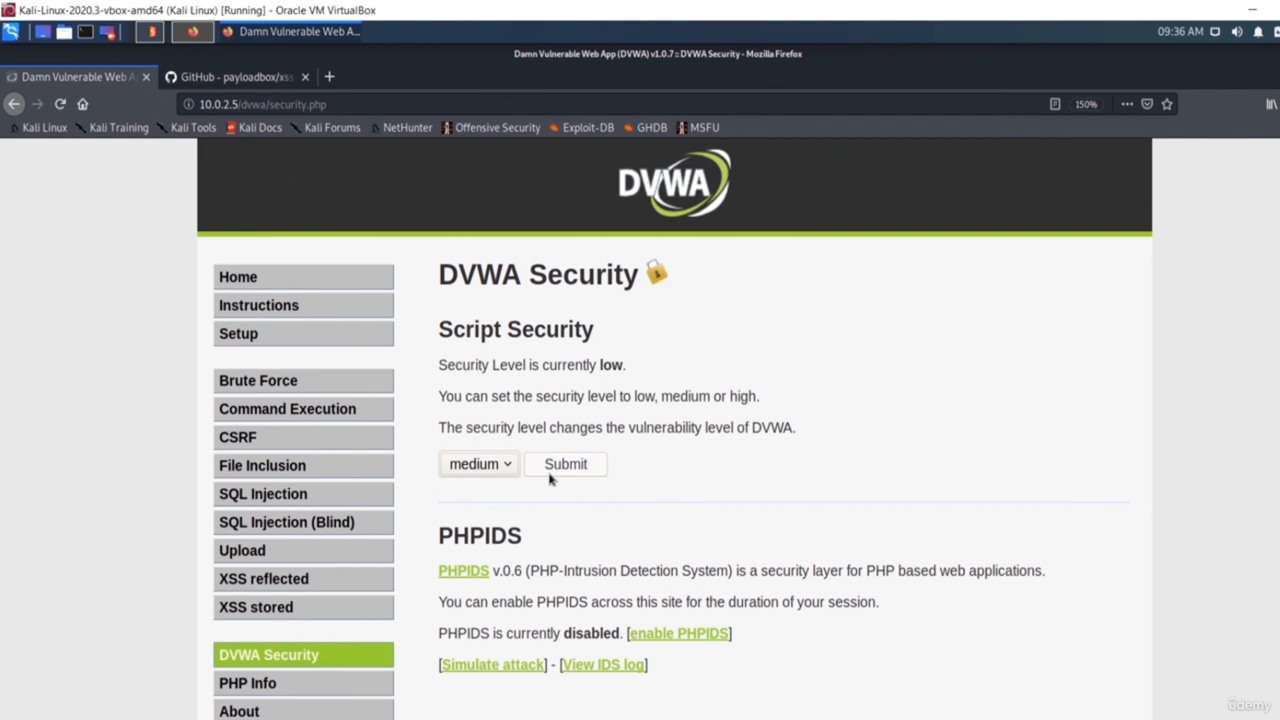 Kali-Linux-2020.3-vbox-amd64 (Kali Linux) [Running] - Oracle VM VirtualBox
Damn Vulnerable Web A...
09:36 AM
Damn Vulnerable Web App (DVWA) v1.0.7 :: DVWA Security - Mozilla Firefox
Damn Vulnerable Web A
GitHub - payloadbox/xss
10.0.2.5/dvwa/security.php
150%
Kali Linux
Kali Training
Kali Tools
Kali Docs
Kali Forums
NetHunter
Offensive Security
Exploit-DB
GHDB
MSFU
DVWA
Home
Instructions
Setup
Brute Force
Command Execution
CSRF
File Inclusion
SQL Injection
SQL Injection (Blind)
Upload
XSS reflected
XSS stored
DVWA Security
PHP Info
About
DVWA Security
Script Security
Security Level is currently low.
You can set the security level to low, medium or high.
The security level changes the vulnerability level of DVWA.
medium
Submit
PHPIDS
PHPIDS v.0.6 (PHP-Intrusion Detection System) is a security layer for PHP based web applications.
You can enable PHPIDS across this site for the duration of your session.
PHPIDS is currently disabled. [enable PHPIDS]
[Simulate attack] - [View IDS log]
ûdemy